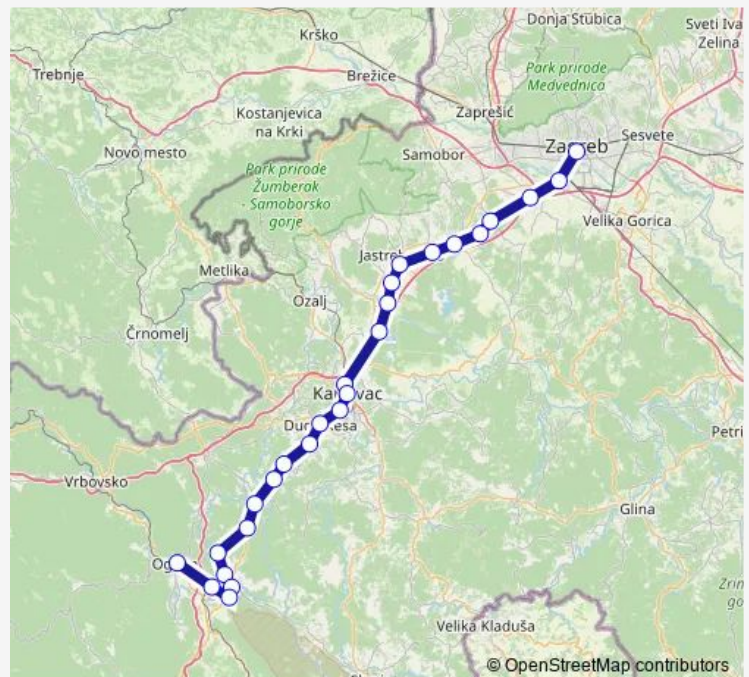 Donja Stubica
Sveti Iva
Zelina
Krško
Trebnje
Brežice
Park prirode
Medvednica
Kostanjevica
na Krki
Zaprešić
Sesvete
Novo mesto
Samobor
Park prirode
Žumberak
- Samoborsko
gorje
Velika Gorica
Metlika
Ozalj
Črnomelj
Petri
Vrbovsko
Glina
Velika Kladuša
© OpenStreetMap contributors